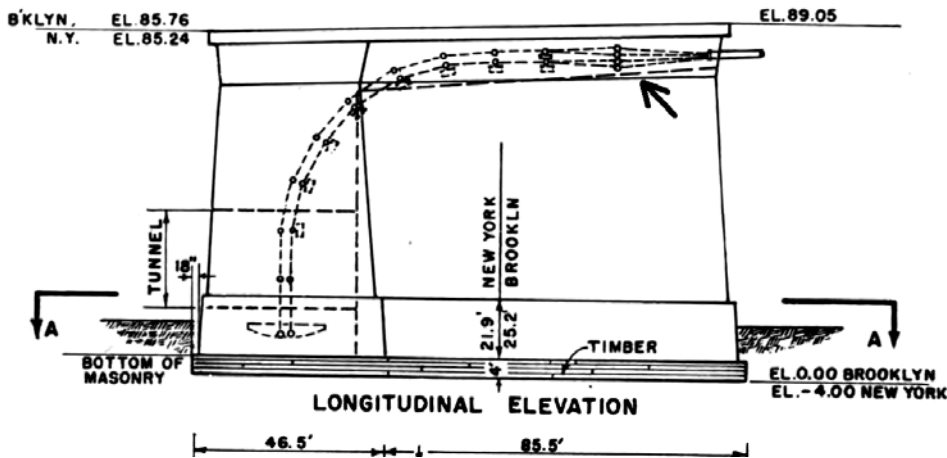 B'KLYN, EL.85.76
N.Y. EL.85.24
EL.89.05
TUNNEL
18"
NEW YORK
BROOKLN
A
A
21.9'
25.2'
4'
TIMBER
BOTTOM OF
MASONRY
EL.0.00 BROOKLYN
EL.-4.00 NEW YORK
LONGITUDINAL ELEVATION
46.5'
85.5'